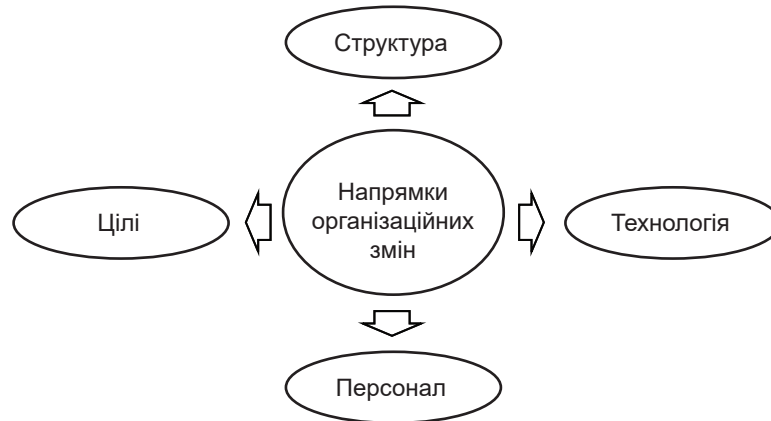 Структура
Цілі
Напрямки
організаційних
змін
Технологія
Персонал